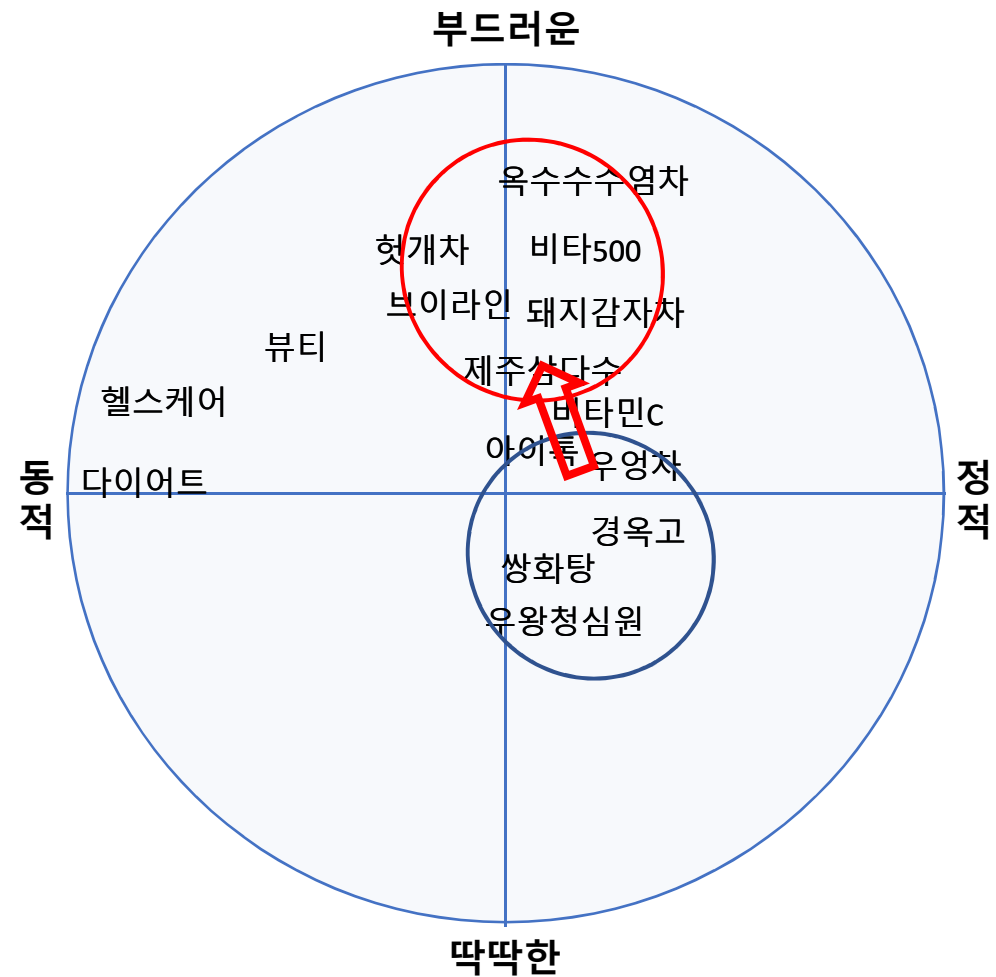 부드러운
옥수수수염차
헛개차
비타500
브이라인
돼지감자차
뷰티
제주삼다수
헬스케어
비타민C
아이톡
우엉차
동적
정적
다이어트
경옥고
쌍화탕
우왕청심원
딱딱한